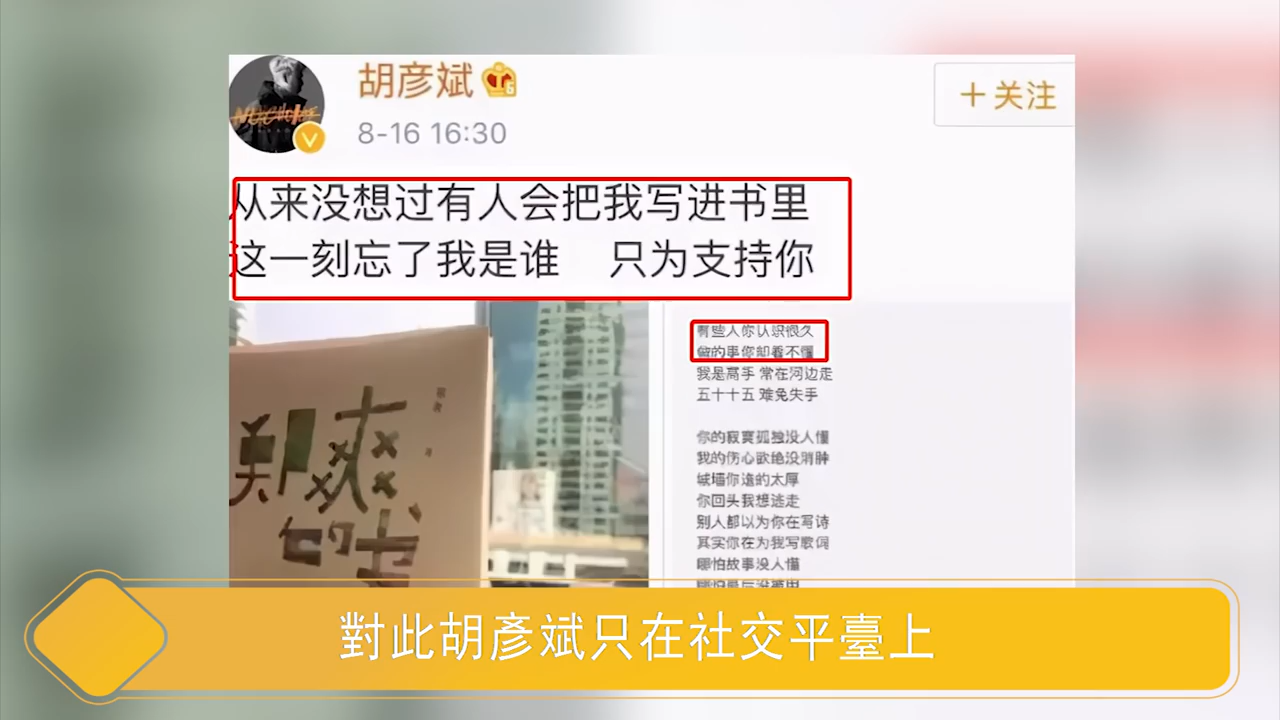 胡彦斌
8-16 16:30
+关注
从来没想过有人会把我写进书里
这一刻忘了我是谁 只为支持你
郑爽的书
有些人你认识很久
做的事你却看不懂
我是高手 常在河边走
五十十五 难免失手
你的寂寞孤独没人懂
我的伤心欲绝没消肿
城墙你造的太厚
你回头我想逃走
别人都以为你在写诗
其实你在为我写歌词
哪怕故事没人懂
對此胡彥斌只在社交平臺上